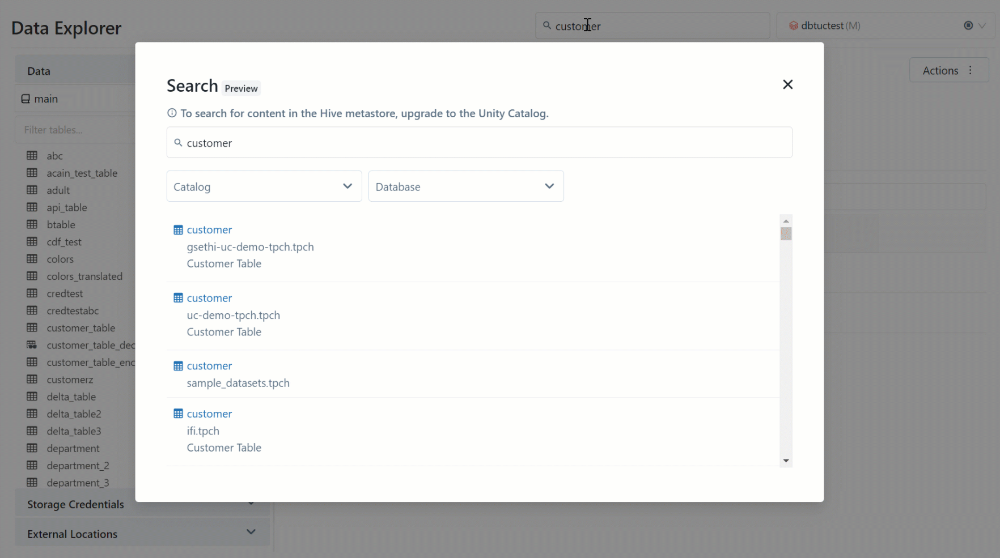 Data Explorer
customer
dbtuctest (M)
Actions
Data
main
Filter tables...
abc
acain_test_table
adult
api_table
btable
cdf_test
colors
colors_translated
credtest
credtestabc
customer_table
customer_table_dec
customer_table_enc
customerz
delta_table
delta_table2
delta_table3
department
department_2
department_3
Storage Credentials
External Locations
Search Preview
To search for content in the Hive metastore, upgrade to the Unity Catalog.
customer
Catalog
Database
customer
gsethi-uc-demo-tpch.tpch
Customer Table
customer
uc-demo-tpch.tpch
Customer Table
customer
sample_datasets.tpch
customer
ifi.tpch
Customer Table